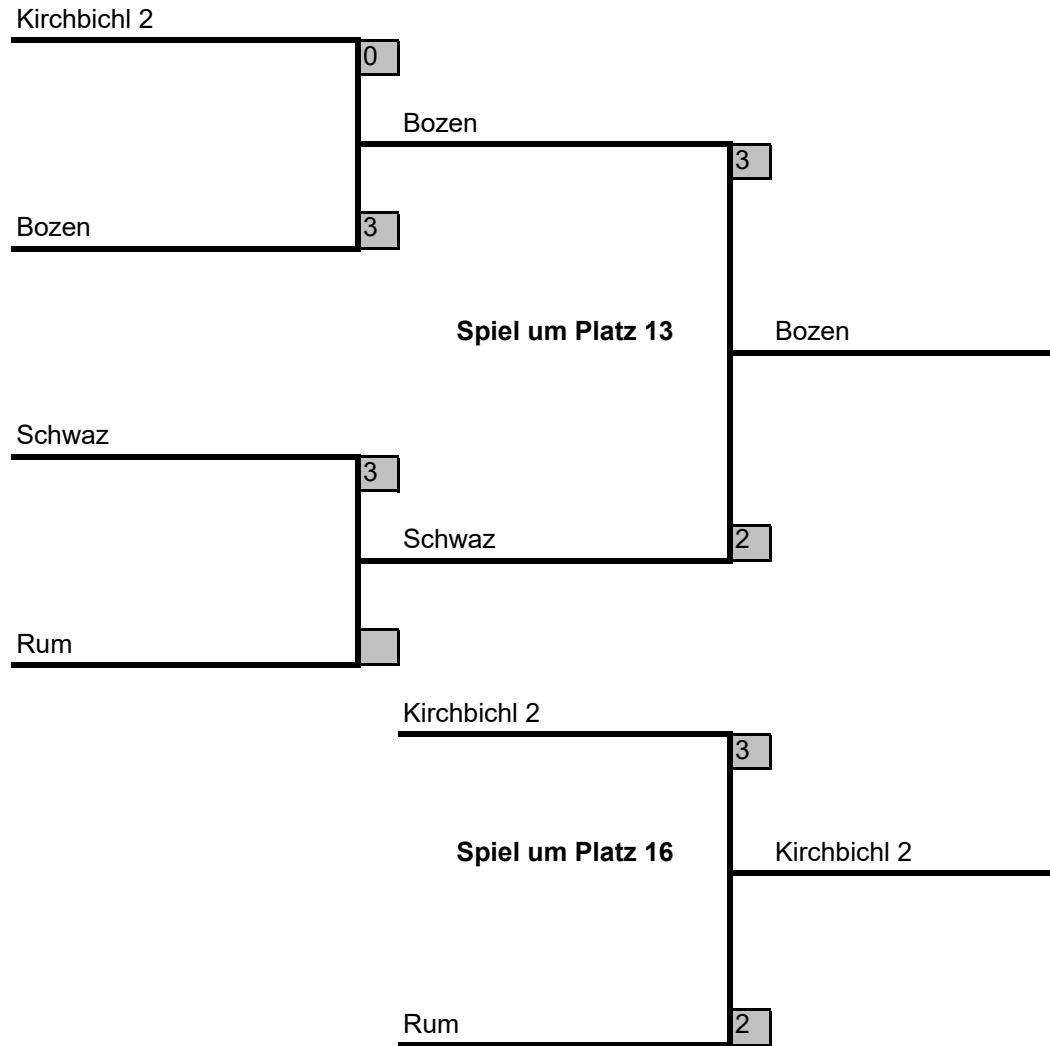 Kirchbichl 2
0
Bozen
3
Bozen
3
Spiel um Platz 13
Bozen
Schwaz
3
Schwaz
2
Rum
Kirchbichl 2
3
Spiel um Platz 16
Kirchbichl 2
Rum
2